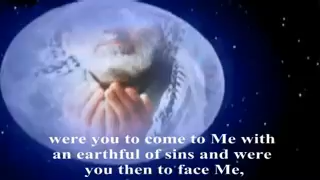 were you to come to Me with
an earthful of sins and were
you then to face Me,